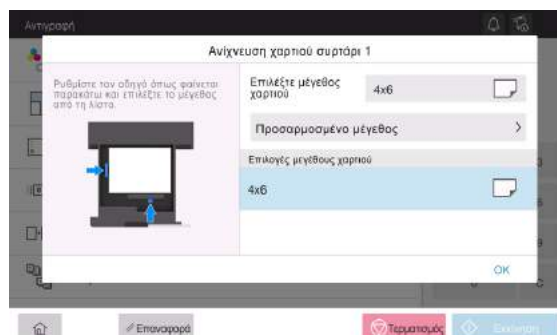 Αντιγραφή
Ανίχνευση χαρτιού συρτάρι 1
Ρυθμίστε τον οδηγό όπως φαίνεται
παρακάτω και επιλέξτε το μέγεθος
από τη λίστα.
Επιλέξτε μέγεθος
χαρτιού
4x6
Προσαρμοσμένο μέγεθος
Επιλογές μεγέθους χαρτιού
4x6
OK
Επαναφορά
Τερματισμός
Εκκίνηση